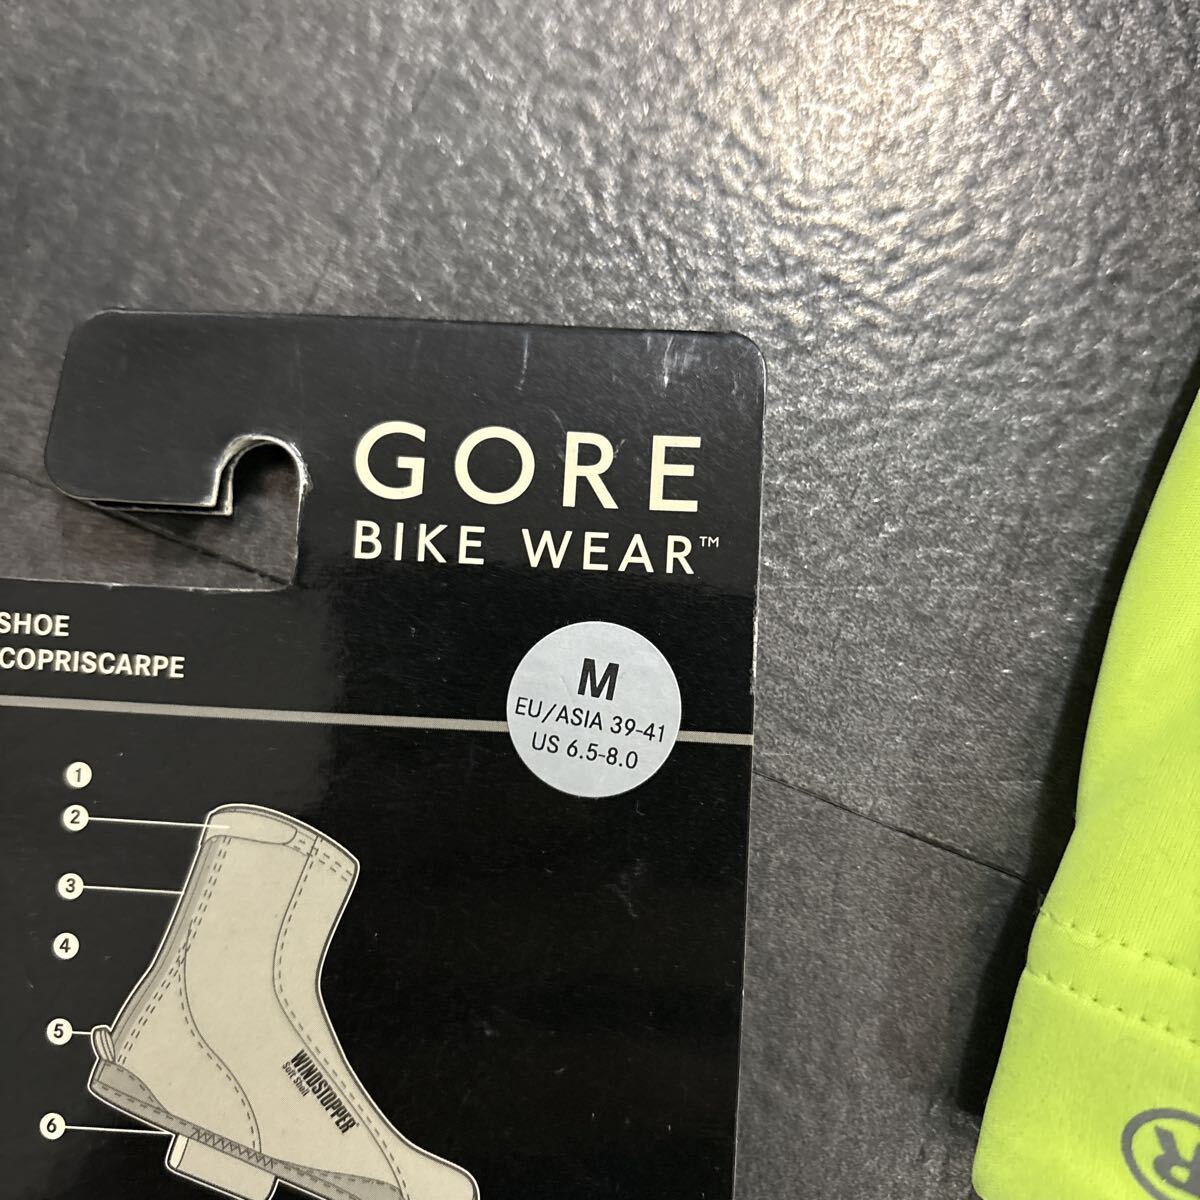 GORE
BIKE WEAR™
SHOE
COPRISCARPE
M
EU/ASIA 39-41
US 6.5-8.0
1
2
3
4
5
6
WINDSTOPPER®
Soft Shell
R